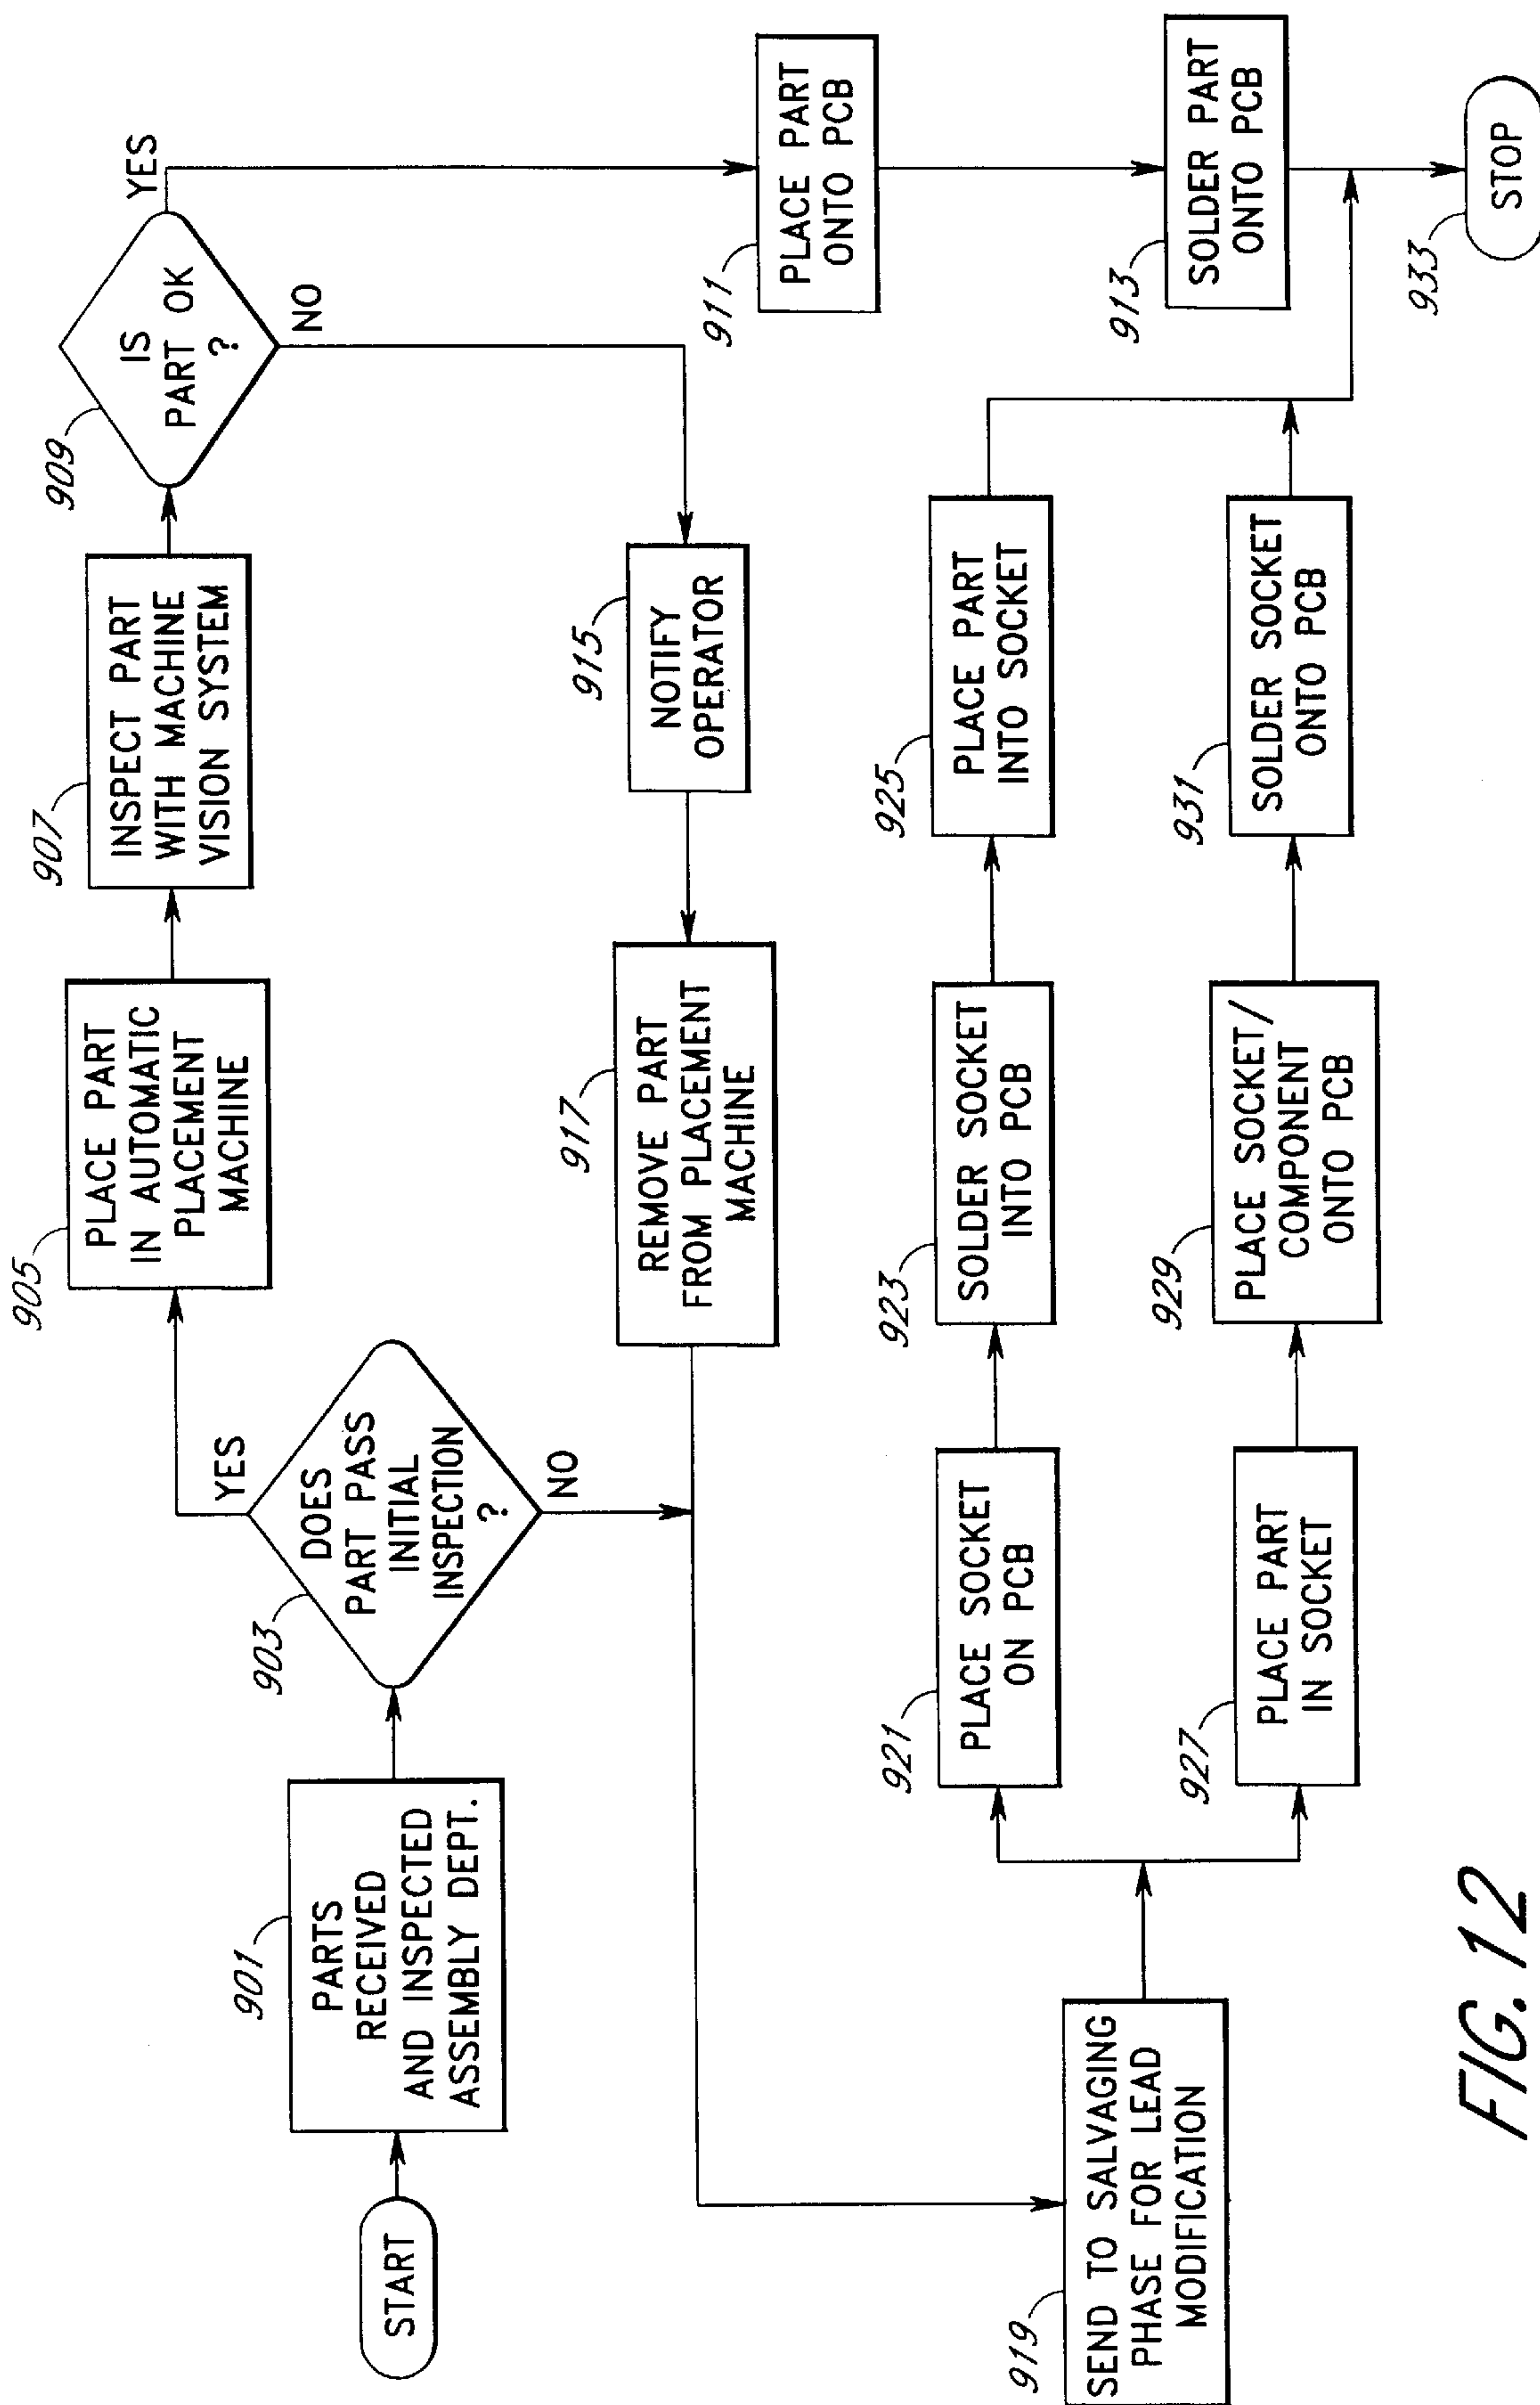 START
901
PARTS
RECEIVED
AND INSPECTED
ASSEMBLY DEPT.
903
DOES
PART PASS
INITIAL
INSPECTION
?
YES
NO
905
PLACE PART
IN AUTOMATIC
PLACEMENT
MACHINE
907
INSPECT PART
WITH MACHINE
VISION SYSTEM
909
IS
PART OK
?
YES
NO
911
PLACE PART
ONTO PCB
913
SOLDER PART
ONTO PCB
915
NOTIFY
OPERATOR
917
REMOVE PART
FROM PLACEMENT
MACHINE
919
SEND TO SALVAGING
PHASE FOR LEAD
MODIFICATION
921
PLACE SOCKET
ON PCB
923
SOLDER SOCKET
INTO PCB
925
PLACE PART
INTO SOCKET
927
PLACE PART
IN SOCKET
929
PLACE SOCKET/
COMPONENT
ONTO PCB
931
SOLDER SOCKET
ONTO PCB
933
STOP
FIG. 12